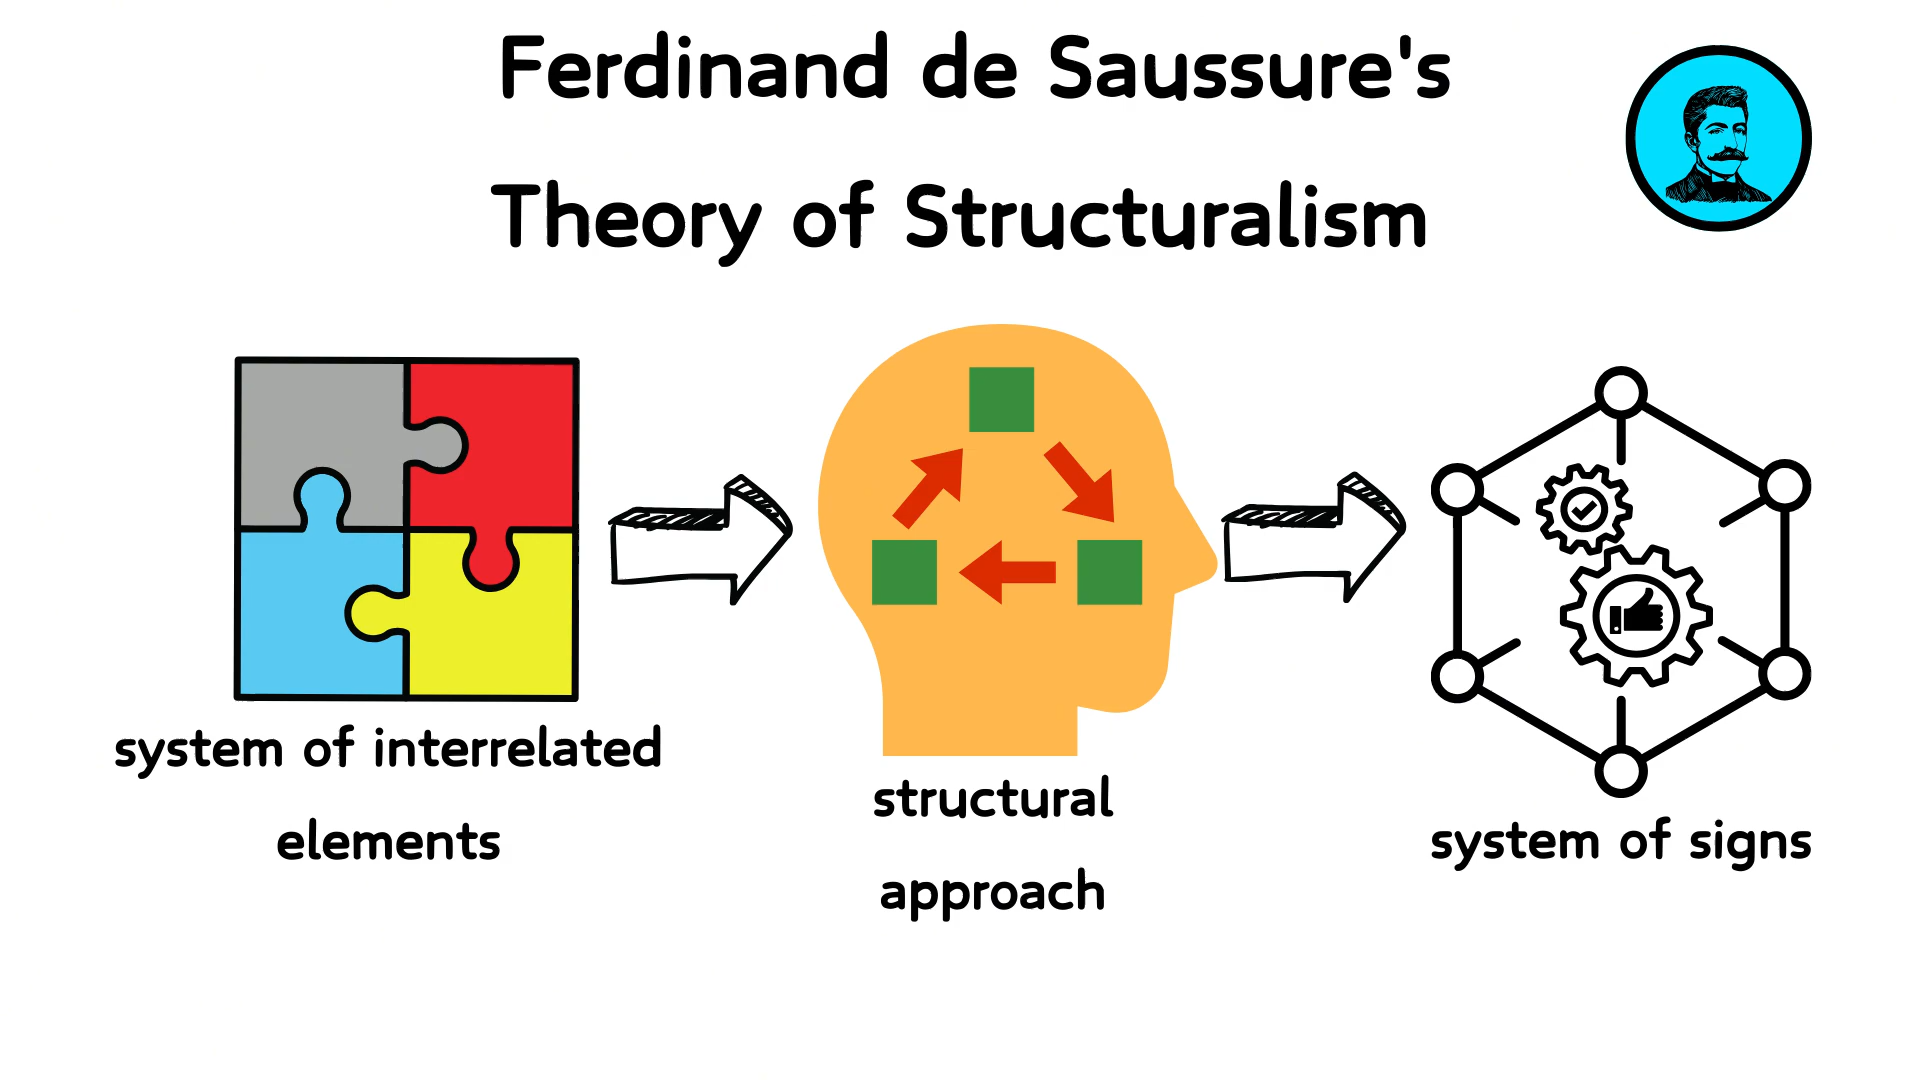 Ferdinand de Saussure's
Theory of Structuralism
system of interrelated
elements
structural
approach
system of signs